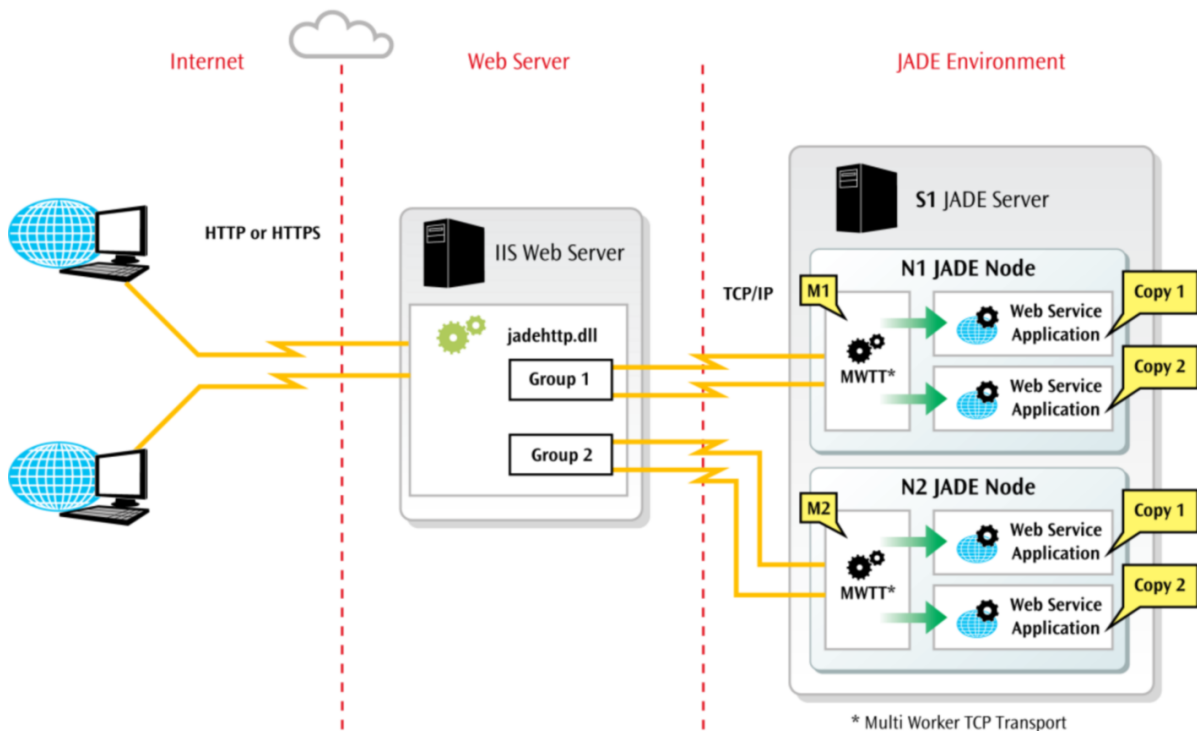 Internet
Web Server
JADE Environment
HTTP or HTTPS
IIS Web Server
jadehttp.dll
Group 1
Group 2
TCP/IP
S1 JADE Server
N1 JADE Node
M1
MWTT*
Web Service
Application
Copy 1
Web Service
Application
Copy 2
N2 JADE Node
M2
MWTT*
Web Service
Application
Copy 1
Web Service
Application
Copy 2
* Multi Worker TCP Transport